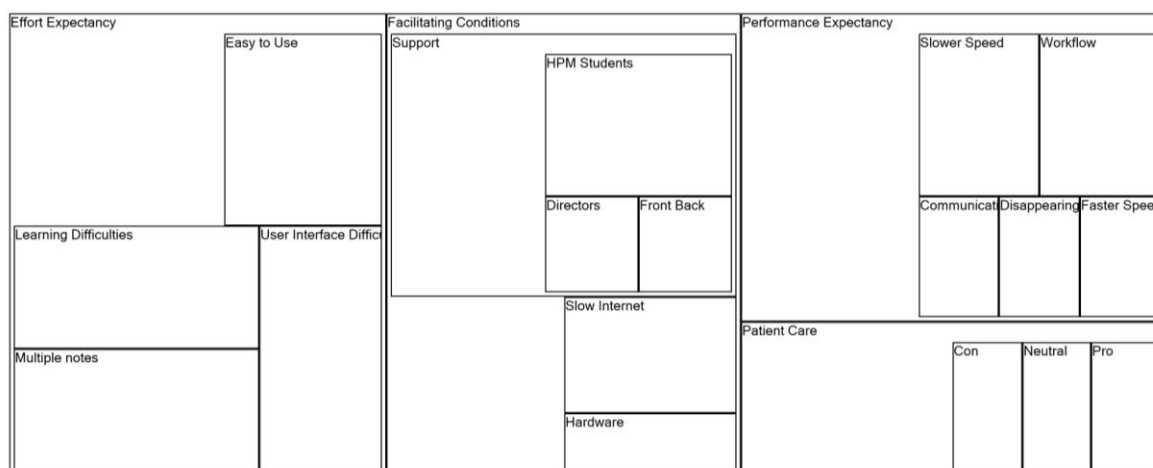 Effort Expectancy
Easy to Use
Learning Difficulties
User Interface Diffic
Multiple notes
Facilitating Conditions
Support
HPM Students
Directors
Front Back
Slow Internet
Hardware
Performance Expectancy
Slower Speed
Workflow
Communicati
Disappearing
Faster Spee
Patient Care
Con
Neutral
Pro